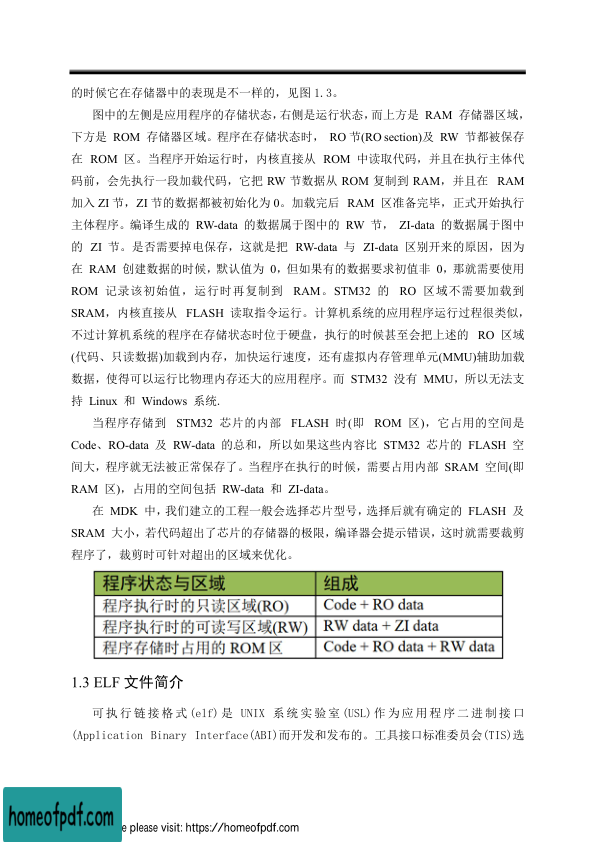 的时候它在存储器中的表现是不一样的，见图1.3。
图中的左侧是应用程序的存储状态，右侧是运行状态，而上方是 RAM 存储器区域，
下方是 ROM 存储器区域。程序在存储状态时， RO 节(RO section)及 RW 节都被保存
在 ROM 区。当程序开始运行时，内核直接从 ROM 中读取代码，并且在执行主体代
码前，会先执行一段加载代码，它把 RW 节数据从 ROM 复制到 RAM，并且在 RAM
加入 ZI 节，ZI 节的数据都被初始化为 0。加载完后 RAM 区准备完毕，正式开始执行
主体程序。编译生成的 RW-data 的数据属于图中的 RW 节， ZI-data 的数据属于图中
的 ZI 节。是否需要掉电保存，这就是把 RW-data 与 ZI-data 区别开来的原因，因为
在 RAM 创建数据的时候，默认值为 0，但如果有的数据要求初值非 0，那就需要使用
ROM 记录该初始值，运行时再复制到 RAM。STM32 的 RO 区域不需要加载到
SRAM，内核直接从 FLASH 读取指令运行。计算机系统的应用程序运行过程很类似，
不过计算机系统的程序在存储状态时位于硬盘，执行的时候甚至会把上述的 RO 区域
(代码、只读数据)加载到内存，加快运行速度，还有虚拟内存管理单元(MMU)辅助加载
数据，使得可以运行比物理内存还大的应用程序。而 STM32 没有 MMU，所以无法支
持 Linux 和 Windows 系统.
当程序存储到 STM32 芯片的内部 FLASH 时(即 ROM 区)，它占用的空间是
Code、RO-data 及 RW-data 的总和，所以如果这些内容比 STM32 芯片的 FLASH 空
间大，程序就无法被正常保存了。当程序在执行的时候，需要占用内部 SRAM 空间(即
RAM 区)，占用的空间包括 RW-data 和 ZI-data。
在 MDK 中，我们建立的工程一般会选择芯片型号，选择后就有确定的 FLASH 及
SRAM 大小，若代码超出了芯片的存储器的极限，编译器会提示错误，这时就需要裁剪
程序了，裁剪时可针对超出的区域来优化。
程序状态与区域 组成
程序执行时的只读区域(RO) Code + RO data
程序执行时的可读写区域(RW) RW data + ZI data
程序存储时占用的 ROM 区 Code + RO data + RW data
1.3 ELF 文件简介
可执行链接格式(elf)是 UNIX 系统实验室(USL)作为应用程序二进制接口
(Application Binary Interface(ABI)而开发和发布的。工具接口标准委员会(TIS)选
homeofpdf.com
e please visit: https://homeofpdf.com